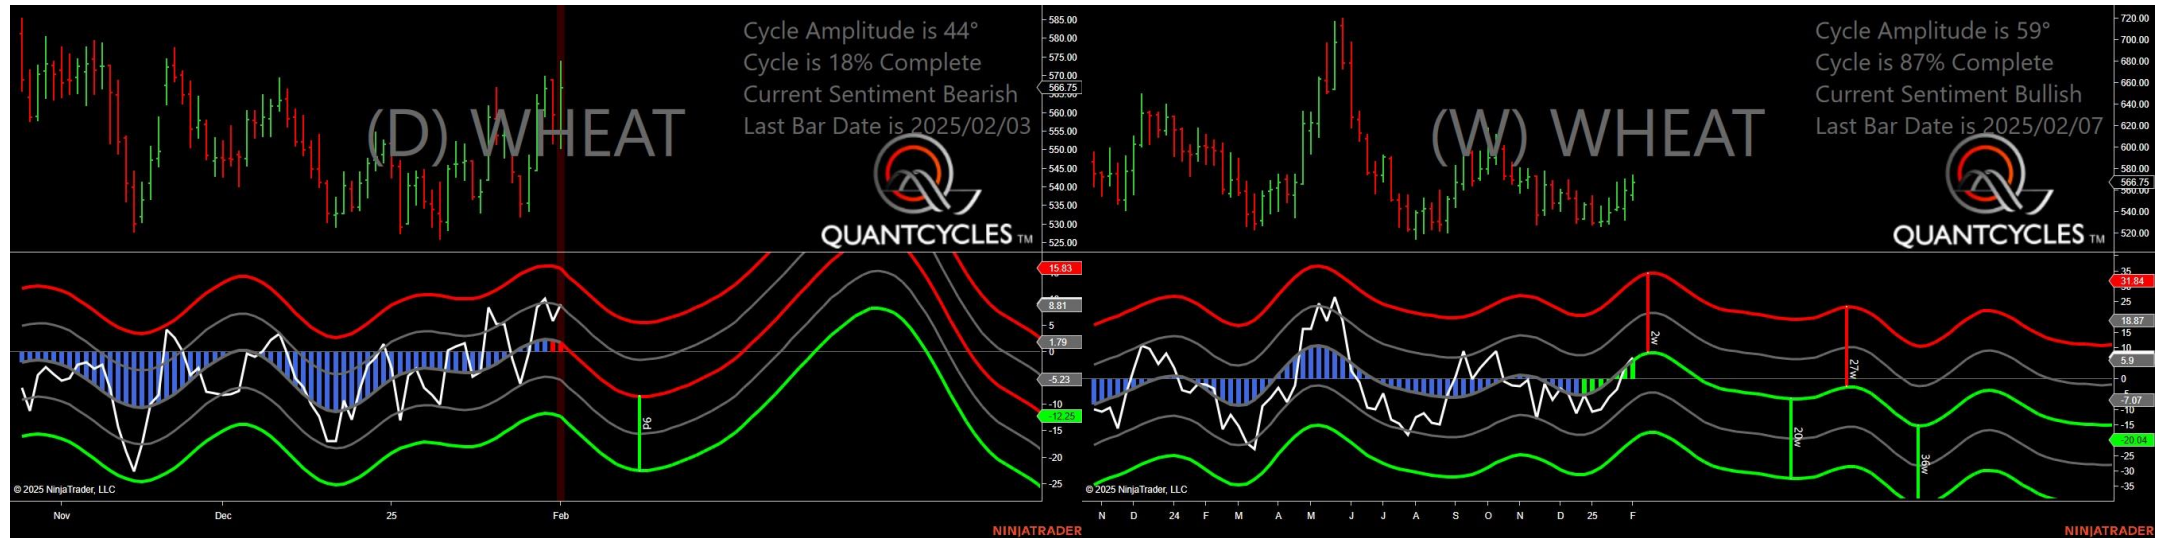 Cycle Amplitude is 44°
Cycle is 18% Complete
Current Sentiment Bearish
Last Bar Date is 2025/02/03
(D) WHEAT
QUANTCYCLES TM
585.00
580.00
575.00
570.00
566.75
560.00
555.00
550.00
545.00
540.00
535.00
530.00
525.00
15.83
8.81
5
1.79
0
-5.23
-10
-12.25
-15
-20
-25
9d
© 2025 NinjaTrader, LLC
Nov Dec 25 Feb
NINJATRADER
Cycle Amplitude is 59°
Cycle is 87% Complete
Current Sentiment Bullish
Last Bar Date is 2025/02/07
(W) WHEAT
QUANTCYCLES TM
720.00
700.00
680.00
660.00
640.00
620.00
600.00
580.00
566.75
540.00
520.00
35
31.84
25
18.87
15
10
5.9
0
-5
-7.07
-10
-15
-20.04
-25
-30
-35
2w
27w
20w
36w
© 2025 NinjaTrader, LLC
N D 24 F M A M J J A S O N D 25 F
NINJATRADER